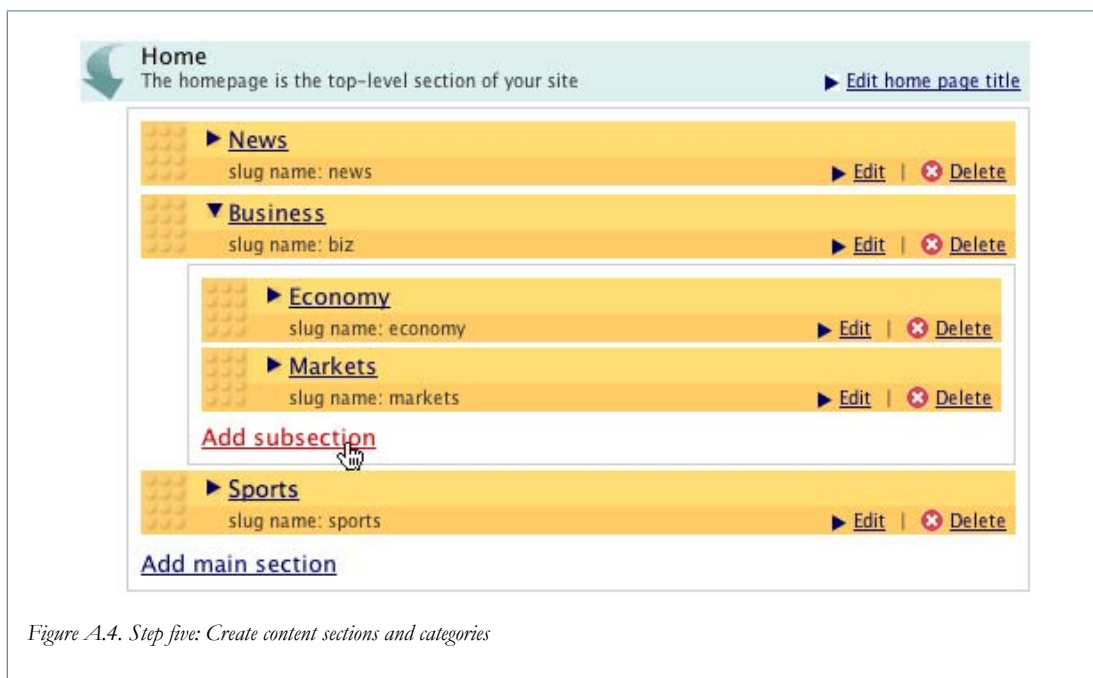 Home
The homepage is the top-level section of your site
Edit home page title
News
slug name: news
Edit | Delete
Business
slug name: biz
Edit | Delete
Economy
slug name: economy
Edit | Delete
Markets
slug name: markets
Edit | Delete
Add subsection
Sports
slug name: sports
Edit | Delete
Add main section
Figure A.4. Step five: Create content sections and categories